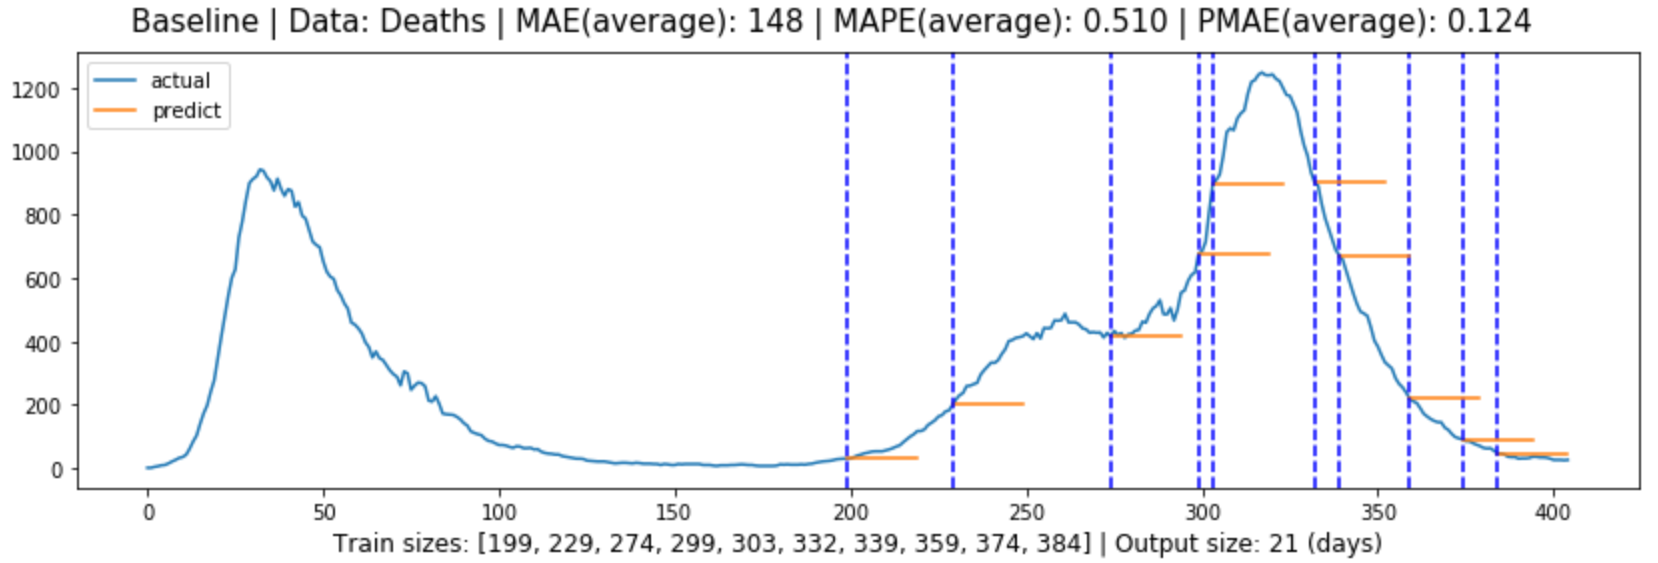 Baseline | Data: Deaths | MAE(average): 148 | MAPE(average): 0.510 | PMAE(average): 0.124
actual
predict
1200
1000
800
600
400
200
0
0 50 100 150 200 250 300 350 400
Train sizes: [199, 229, 274, 299, 303, 332, 339, 359, 374, 384] | Output size: 21 (days)